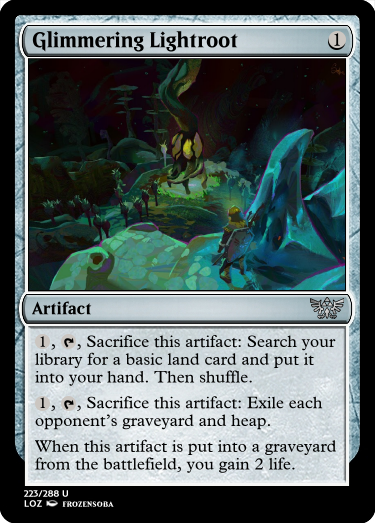 Glimmering Lightroot 1
Artifact
1, , Sacrifice this artifact: Search your
library for a basic land card and put it
into your hand. Then shuffle.
1, , Sacrifice this artifact: Exile each
opponent's graveyard and heap.
When this artifact is put into a graveyard
from the battlefield, you gain 2 life.
223/288 U
LOZ FROZENSOBA